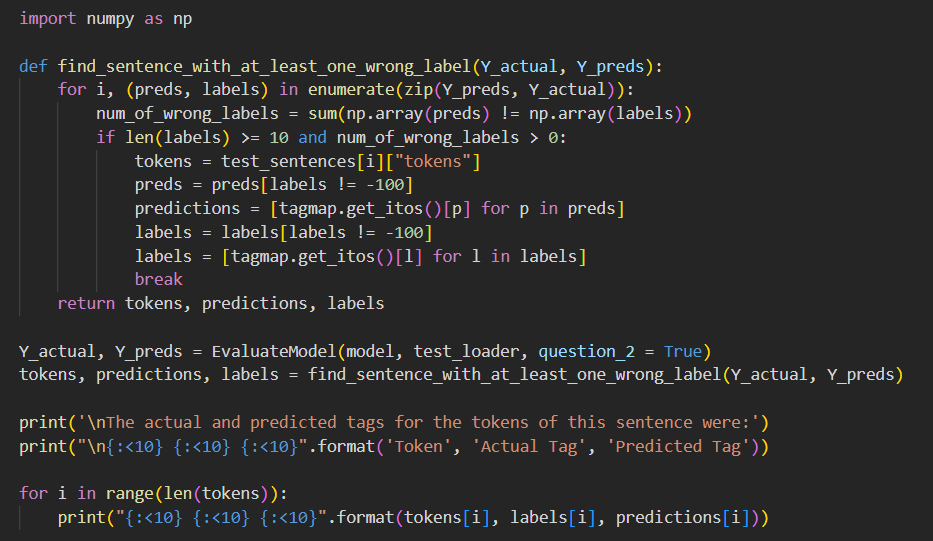 import numpy as np

def find_sentence_with_at_least_one_wrong_label(Y_actual, Y_preds):
    for i, (preds, labels) in enumerate(zip(Y_preds, Y_actual)):
        num_of_wrong_labels = sum(np.array(preds) != np.array(labels))
        if len(labels) >= 10 and num_of_wrong_labels > 0:
            tokens = test_sentences[i]["tokens"]
            preds = preds[labels != -100]
            predictions = [tagmap.get_itos()[p] for p in preds]
            labels = labels[labels != -100]
            labels = [tagmap.get_itos()[l] for l in labels]
            break
    return tokens, predictions, labels

Y_actual, Y_preds = EvaluateModel(model, test_loader, question_2 = True)
tokens, predictions, labels = find_sentence_with_at_least_one_wrong_label(Y_actual, Y_preds)

print('\nThe actual and predicted tags for the tokens of this sentence were:')
print("\n{:<10} {:<10} {:<10}".format('Token', 'Actual Tag', 'Predicted Tag'))

for i in range(len(tokens)):
    print("{:<10} {:<10} {:<10}".format(tokens[i], labels[i], predictions[i]))